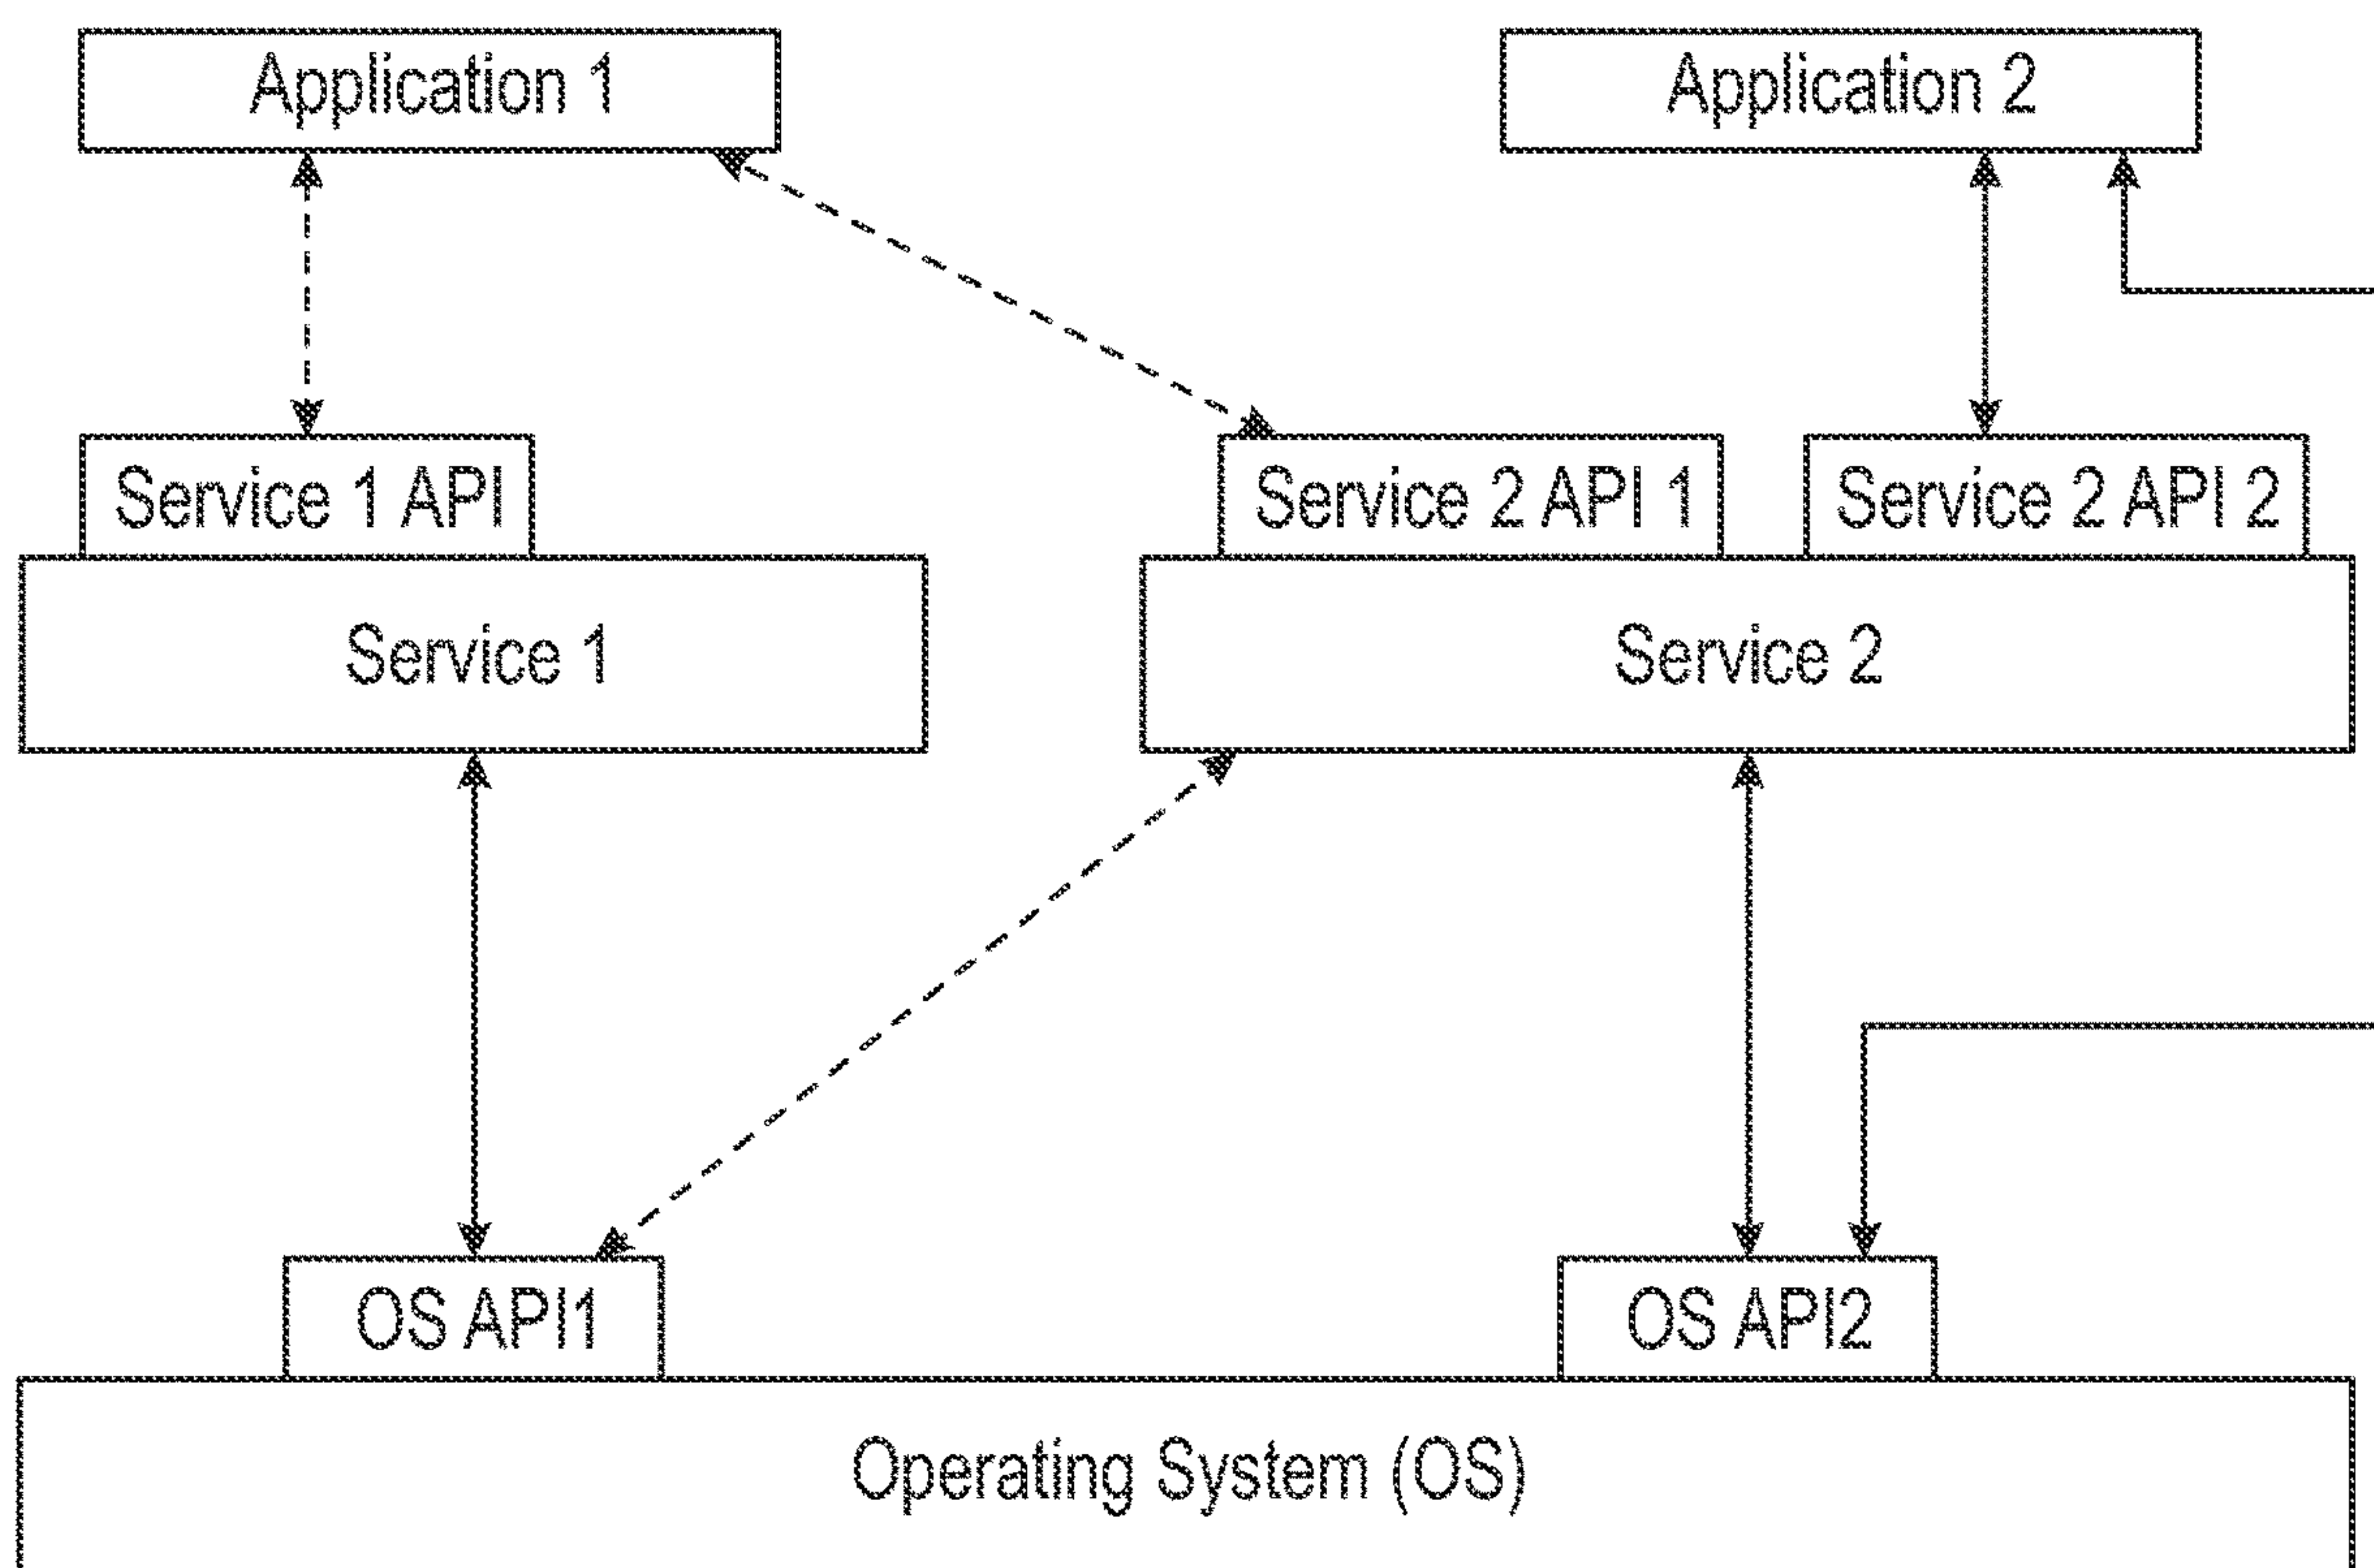 Application 1
Application 2
Service 1 API
Service 2 API 1
Service 2 API 2
Service 1
Service 2
OS API1
OS API2
Operating System (OS)